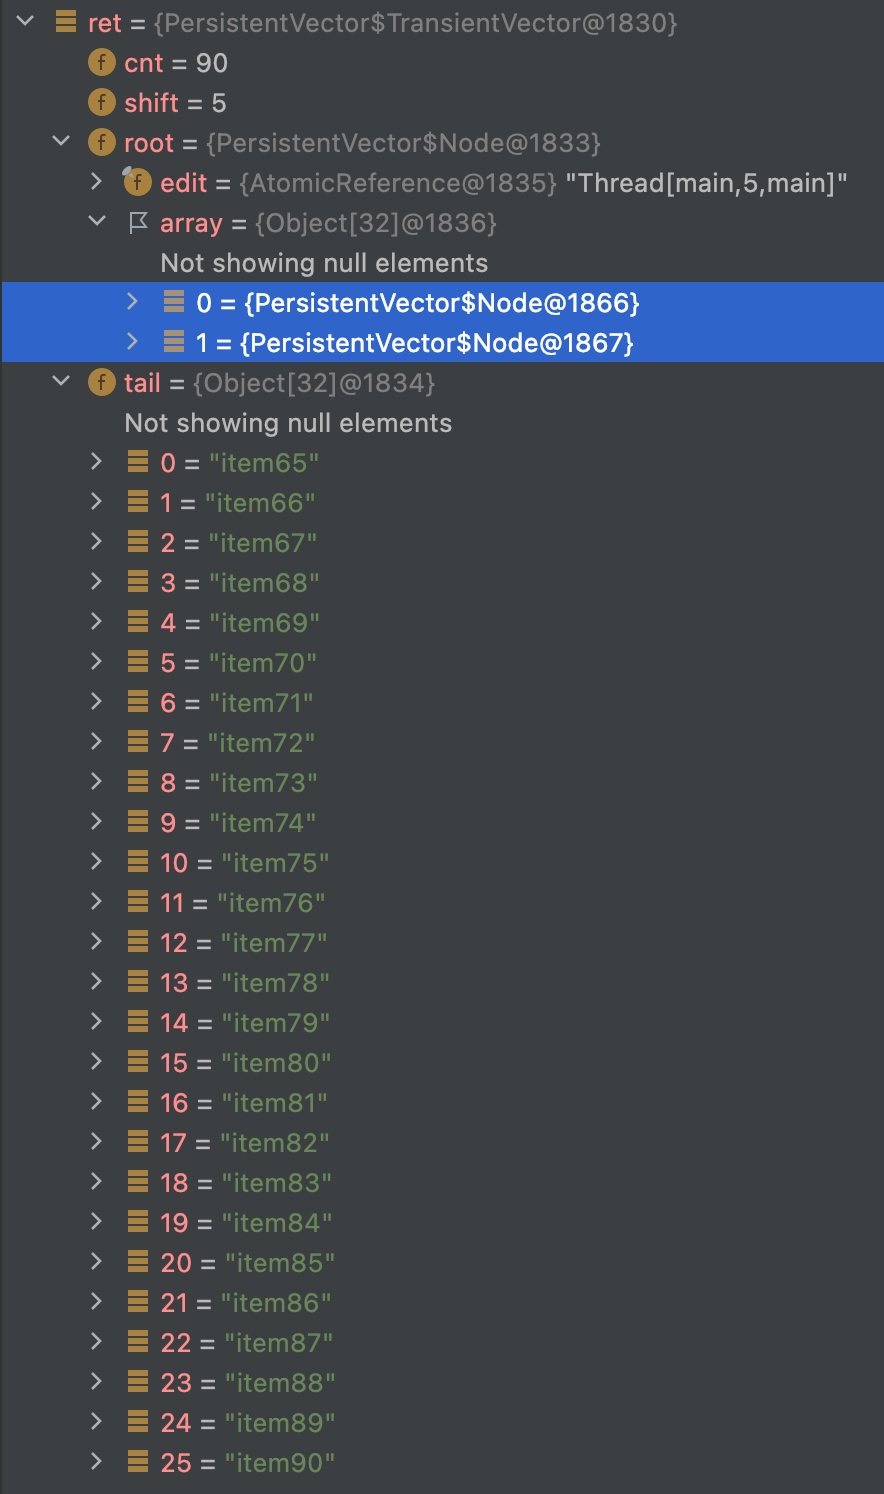 ret = {PersistentVector$TransientVector@1830}
f cnt = 90
f shift = 5
f root = {PersistentVector$Node@1833}
f edit = {AtomicReference@1835} "Thread[main,5,main]"
array = {Object[32]@1836}
Not showing null elements
0 = {PersistentVector$Node@1866}
1 = {PersistentVector$Node@1867}
f tail = {Object[32]@1834}
Not showing null elements
0 = "item65"
1 = "item66"
2 = "item67"
3 = "item68"
4 = "item69"
5 = "item70"
6 = "item71"
7 = "item72"
8 = "item73"
9 = "item74"
10 = "item75"
11 = "item76"
12 = "item77"
13 = "item78"
14 = "item79"
15 = "item80"
16 = "item81"
17 = "item82"
18 = "item83"
19 = "item84"
20 = "item85"
21 = "item86"
22 = "item87"
23 = "item88"
24 = "item89"
25 = "item90"